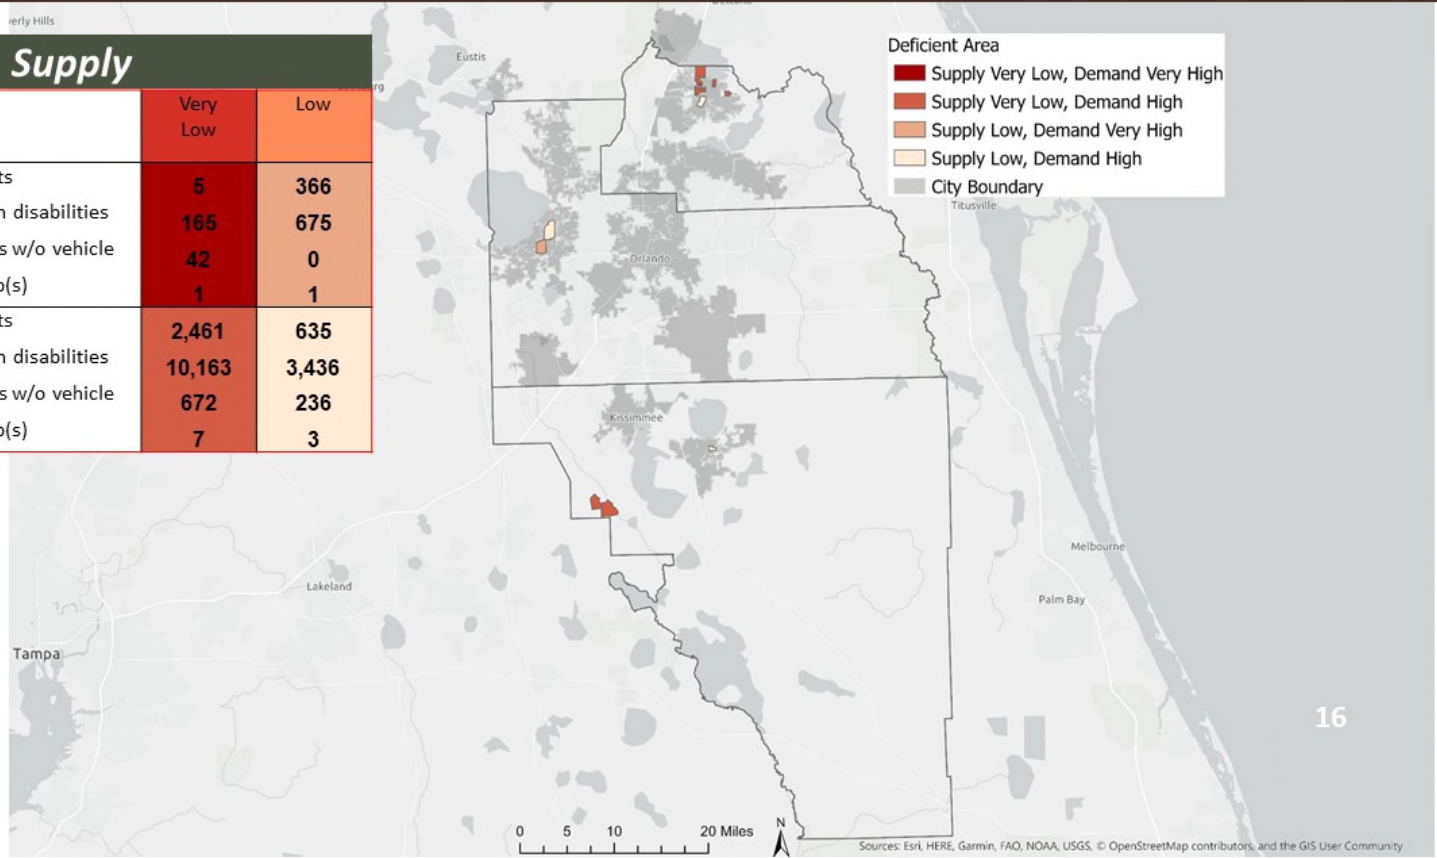 Supply
Very Low
Low
5 366
165 675
s w/o vehicle 42 0
1 1
2,461 635
disabilities 10,163 3,436
s w/o vehicle 672 236
7 3
Deficient Area
Supply Very Low, Demand Very High
Supply Very Low, Demand High
Supply Low, Demand Very High
Supply Low, Demand High
City Boundary
Eustis
Titusville
Orlando
Kissimmee
Melbourne
Lakeland
Palm Bay
Tampa
16
0 5 10 20 Miles
N
Sources: Esri, HERE, Garmin, FAO, NOAA, USGS, © OpenStreetMap contributors, and the GIS User Community